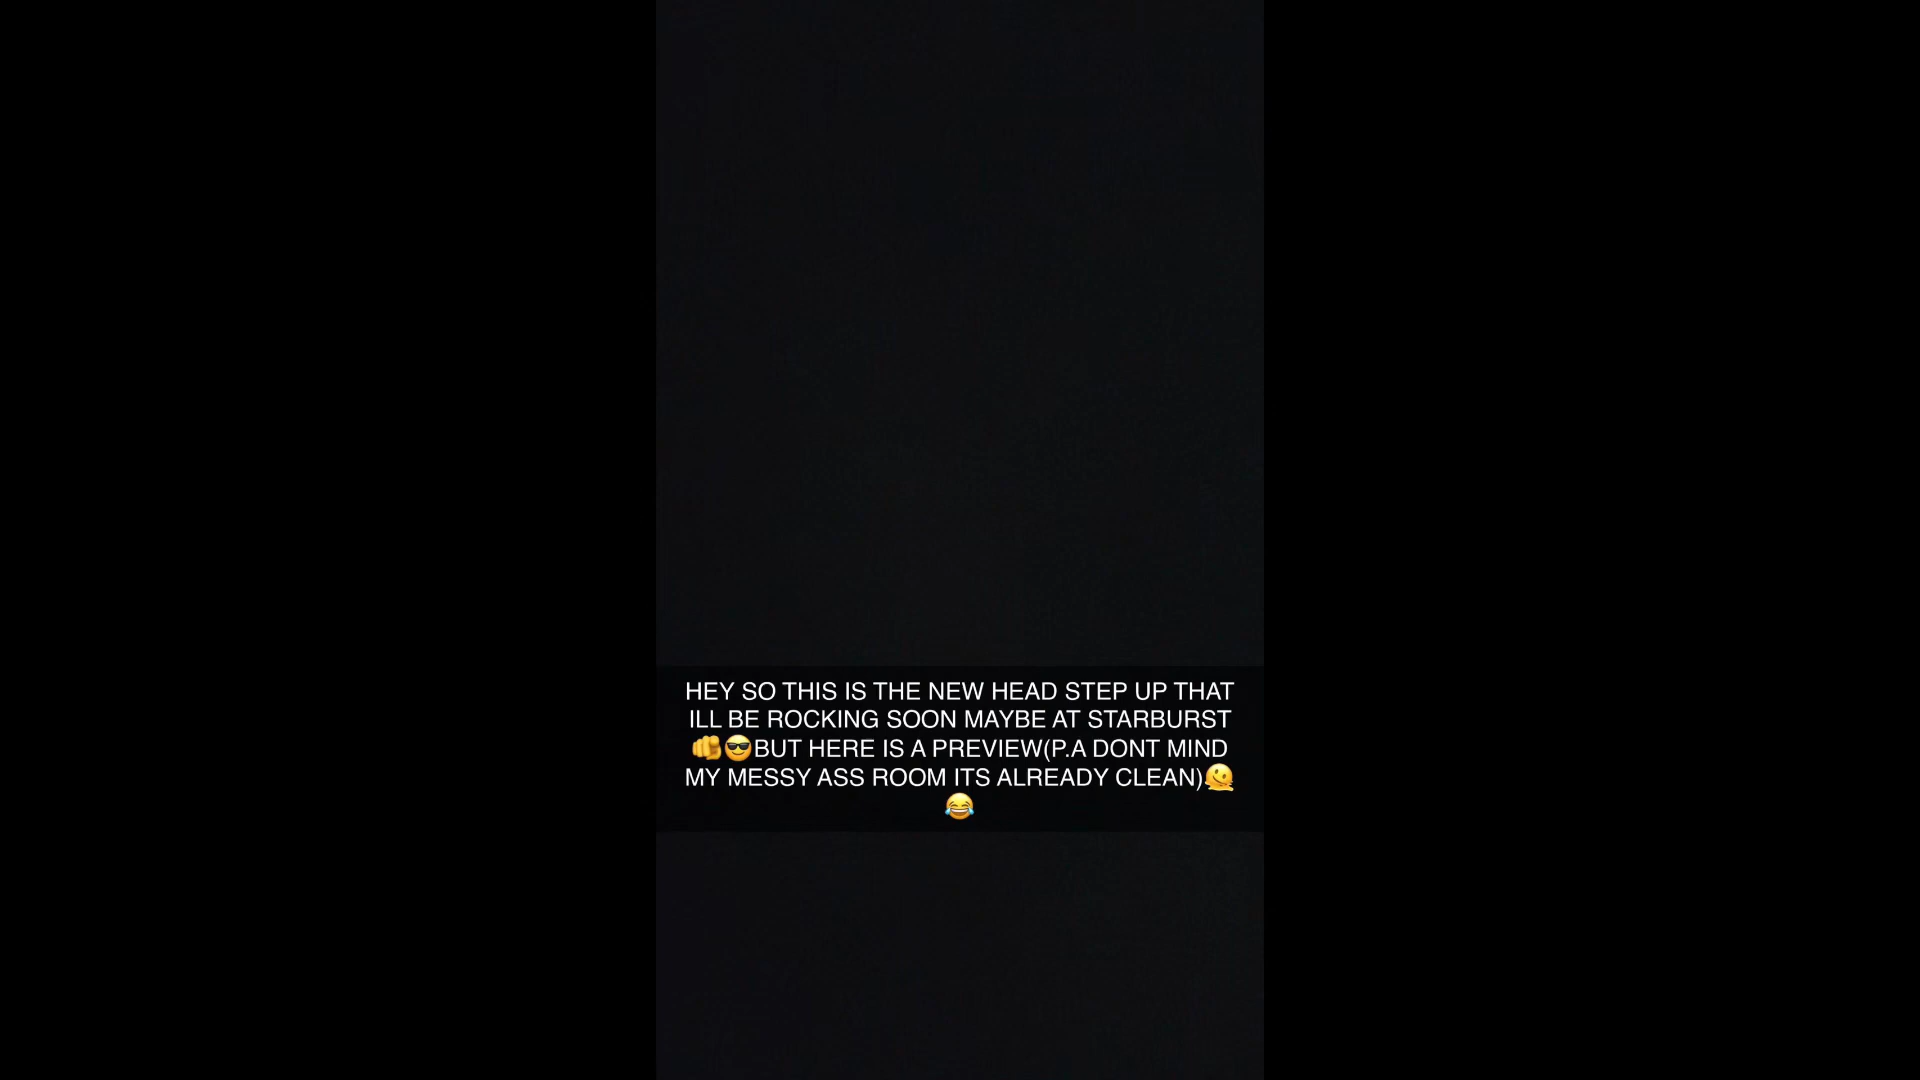 HEY SO THIS IS THE NEW HEAD STEP UP THAT
ILL BE ROCKING SOON MAYBE AT STARBURST
🫵😎BUT HERE IS A PREVIEW(P.A DONT MIND
MY MESSY ASS ROOM ITS ALREADY CLEAN)🫠
😂